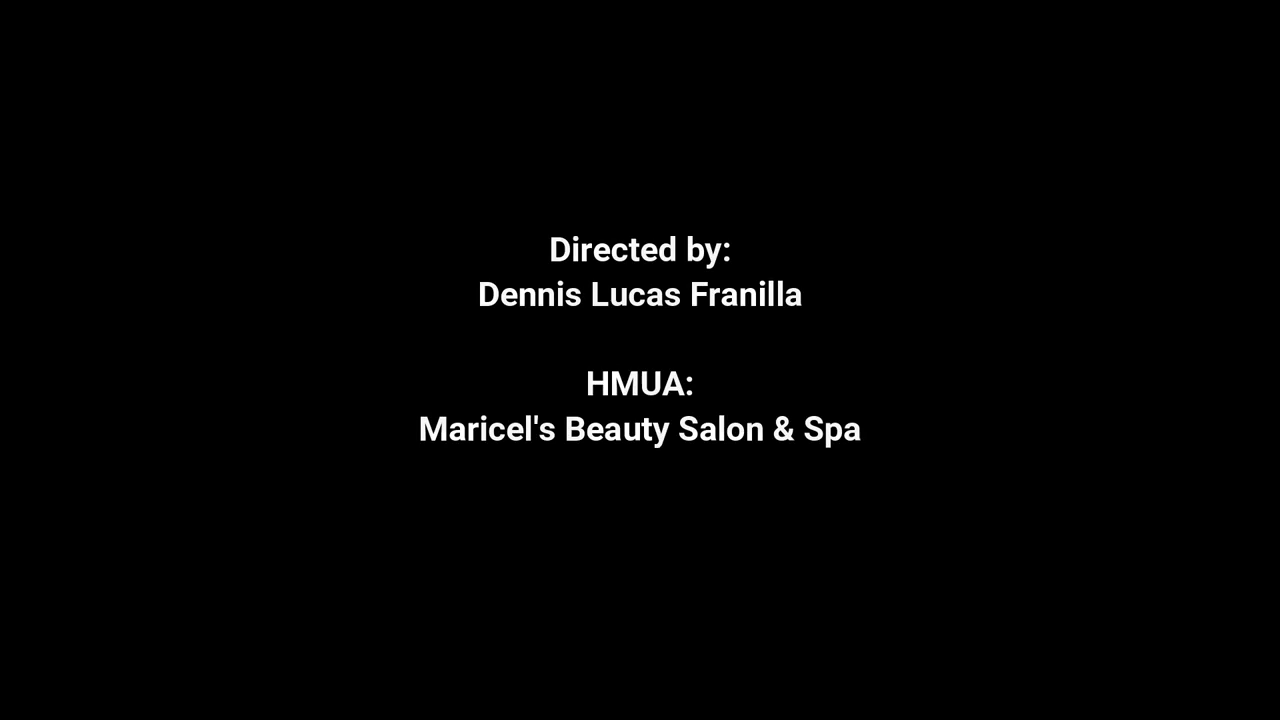 Directed by:
Dennis Lucas Franilla
HMUA:
Maricel's Beauty Salon & Spa